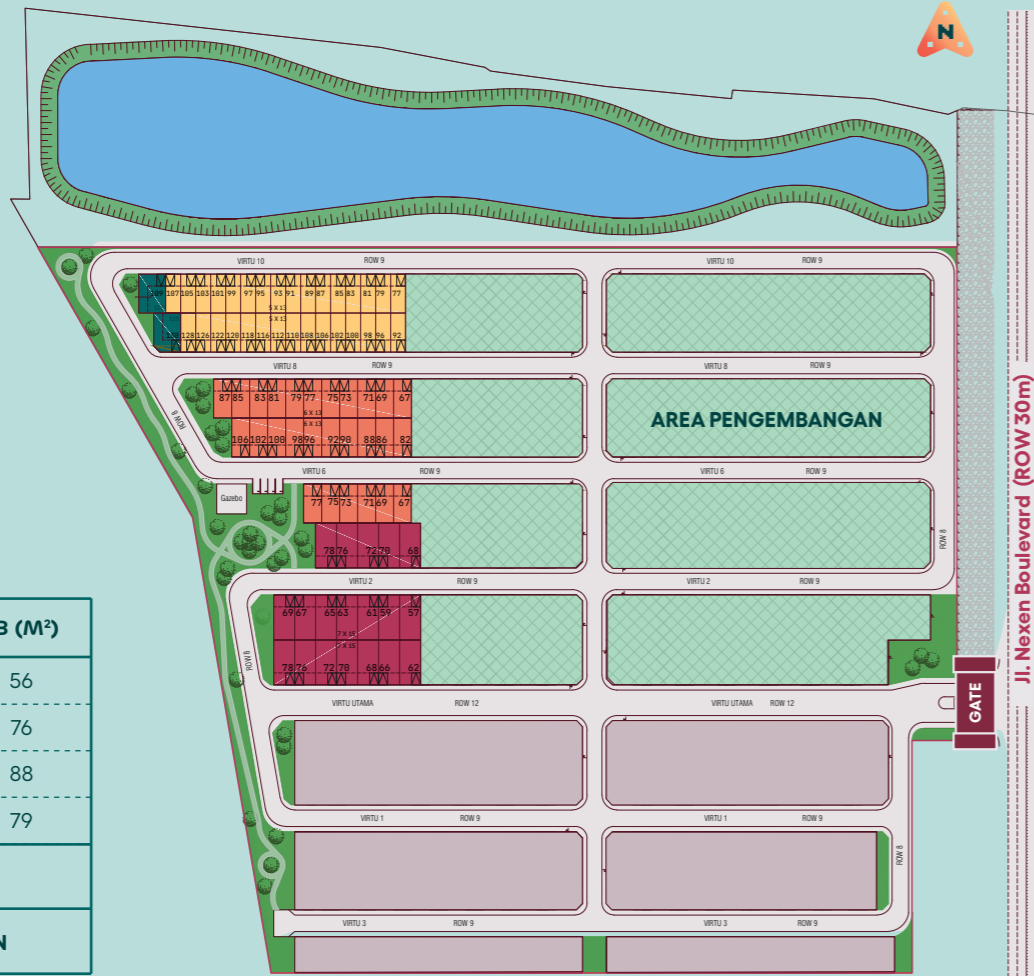 N
VIRTU 10 ROW 9 VIRTU 10 ROW 9
109 107 105 103 101 99 97 95 93 91 89 87 85 83 81 79 77
5 X 13
5 X 13
128 126 122 120 118 116 112 110 108 106 102 100 98 96 92
VIRTU 8 ROW 9 VIRTU 8 ROW 9
87 85 83 81 79 77 75 73 71 69 67
6 X 13
6 X 13
106 102 100 98 96 92 90 88 86 82
ROW 8
AREA PENGEMBANGAN
VIRTU 6 ROW 9 VIRTU 6 ROW 9
Gazebo
77 75 73 71 69 67
78 76 72 70 68
ROW 8
VIRTU 2 ROW 9 VIRTU 2 ROW 9
69 67 65 63 61 59 57
7 X 15
7 X 15
78 76 72 70 68 66 62
ROW 8
VIRTU UTAMA ROW 12 VIRTU UTAMA ROW 12
GATE
Jl. Nexen Boulevard (ROW 30m)
VIRTU 1 ROW 9 VIRTU 1 ROW 9
ROW 8
VIRTU 3 ROW 9 VIRTU 3 ROW 9
(M²)
56
76
88
79